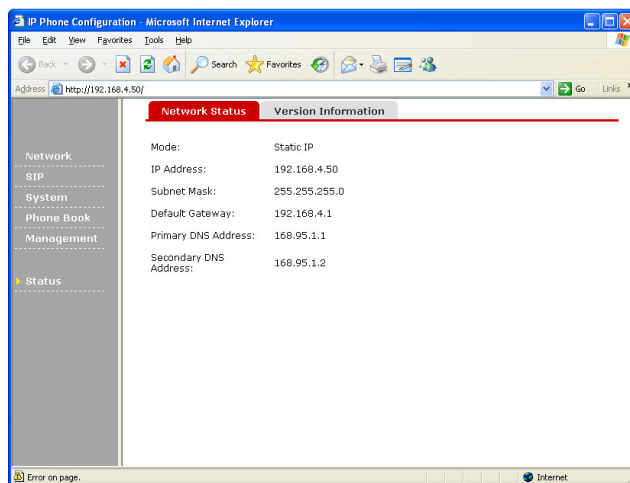 IP Phone Configuration - Microsoft Internet Explorer
File Edit View Favorites Tools Help
Back Search Favorites
Address http://192.168.4.50/ Go Links
Network Status Version Information
Network
SIP
System
Phone Book
Management
Status
Mode: Static IP
IP Address: 192.168.4.50
Subnet Mask: 255.255.255.0
Default Gateway: 192.168.4.1
Primary DNS Address: 168.95.1.1
Secondary DNS
Address: 168.95.1.2
Error on page. Internet